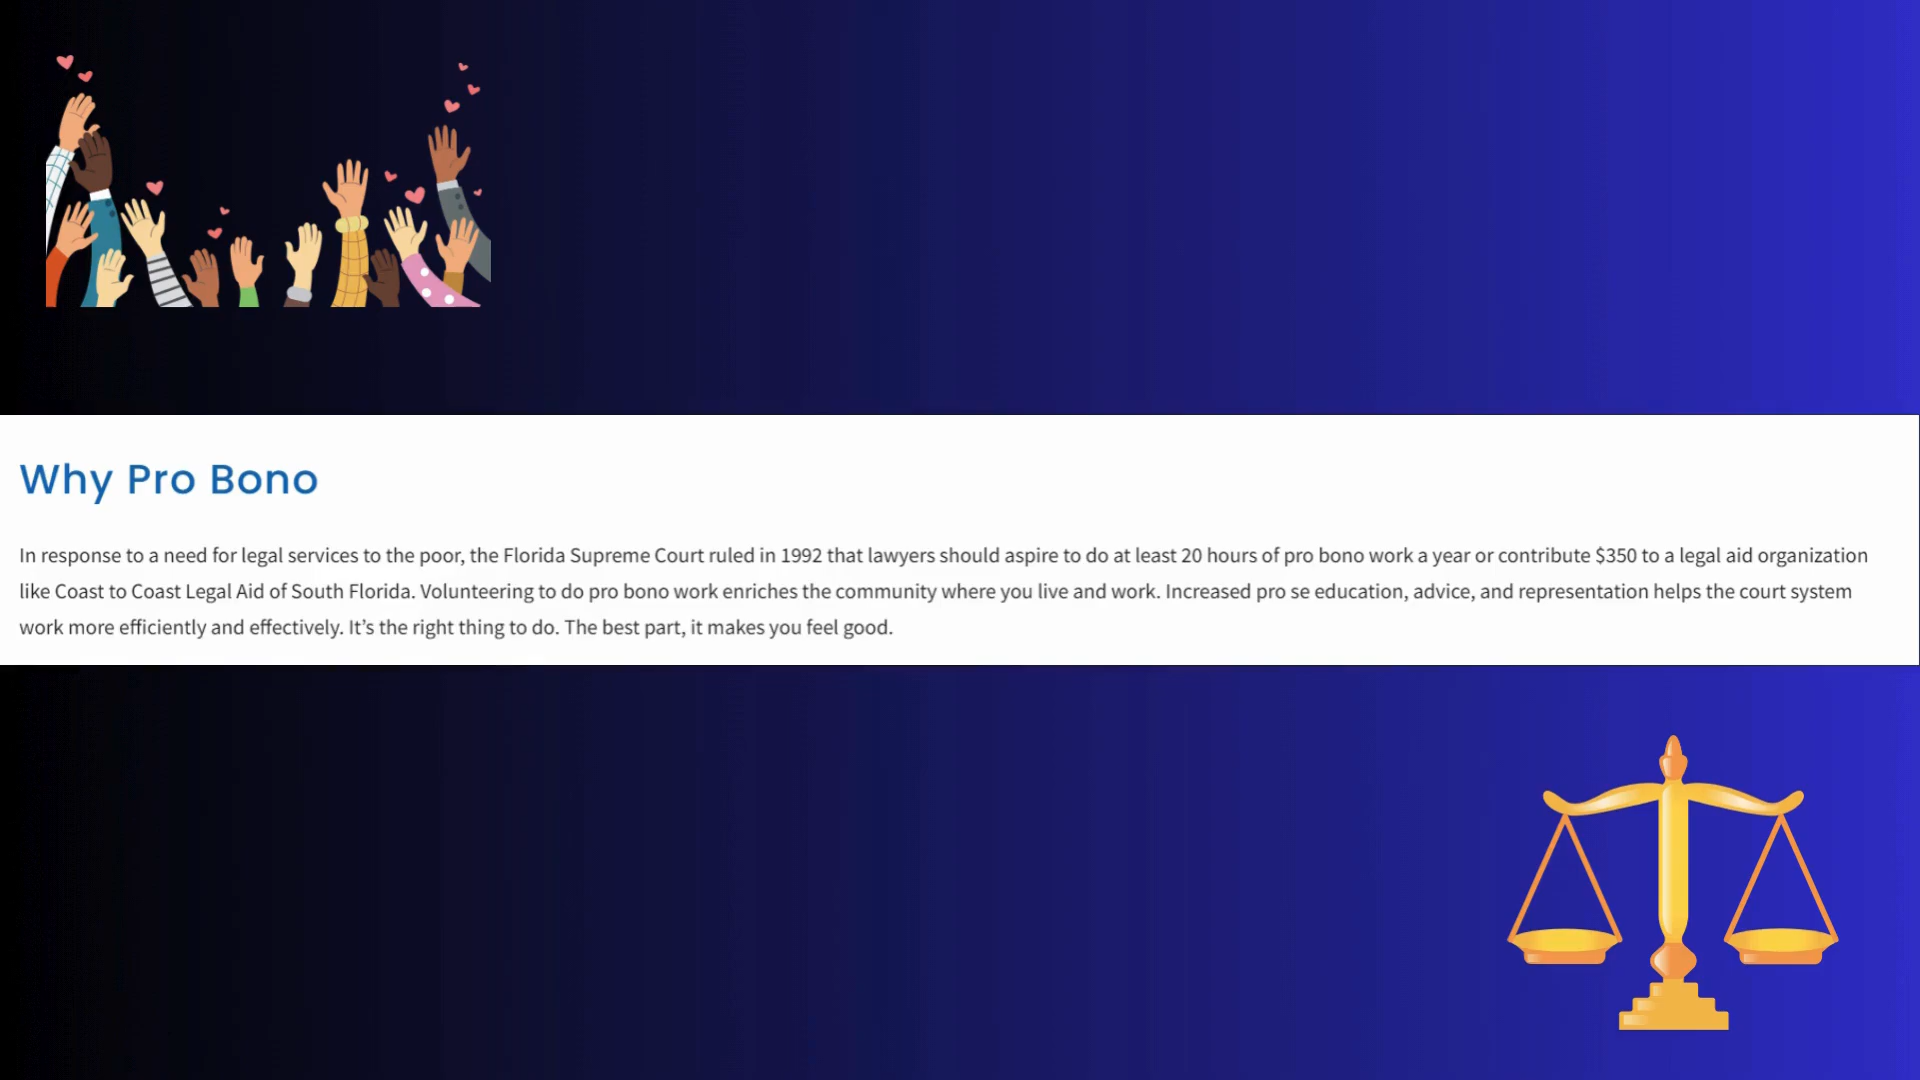 Why Pro Bono
In response to a need for legal services to the poor, the Florida Supreme Court ruled in 1992 that lawyers should aspire to do at least 20 hours of pro bono work a year or contribute $350 to a legal aid organization
like Coast to Coast Legal Aid of South Florida. Volunteering to do pro bono work enriches the community where you live and work. Increased pro se education, advice, and representation helps the court system
work more efficiently and effectively. It’s the right thing to do. The best part, it makes you feel good.